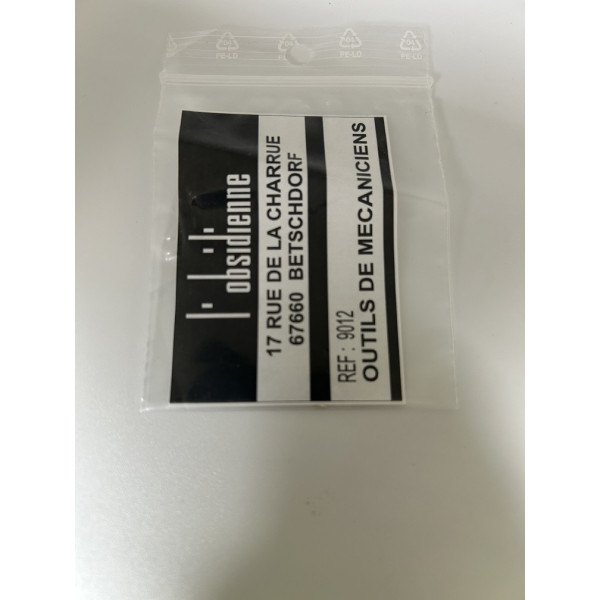 PE-LD
PE-LD
PE-LD
l'obsidienne
17 RUE DE LA CHARRUE
67660 BETSCHDORF
REF : 9012
OUTILS DE MECANICIENS